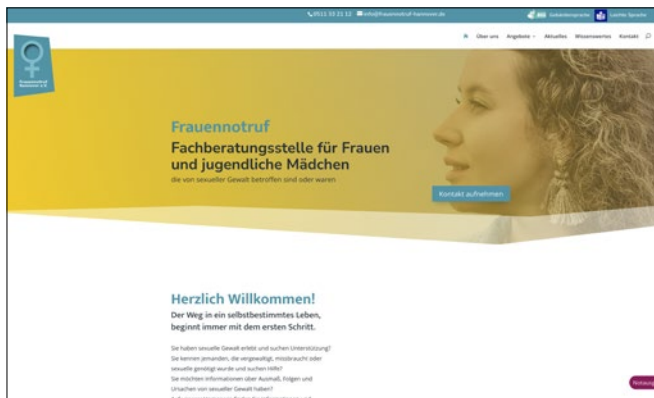 0511 33 21 12 info@frauennotruf-hannover.de
Gebärdensprache Leichte Sprache
Über uns Angebote Aktuelles Wissenswertes Kontakt
Frauennotruf
Hannover e.V.
Frauennotruf
Fachberatungsstelle für Frauen
und jugendliche Mädchen
die von sexueller Gewalt betroffen sind oder waren
Kontakt aufnehmen
Herzlich Willkommen!
Der Weg in ein selbstbestimmtes Leben,
beginnt immer mit dem ersten Schritt.
Sie haben sexuelle Gewalt erlebt und suchen Unterstützung?
Sie kennen jemanden, die vergewaltigt, missbraucht oder
sexuelle genötigt wurde und suchen Hilfe?
Sie möchten Informationen über Ausmaß, Folgen und
Ursachen von sexueller Gewalt haben?